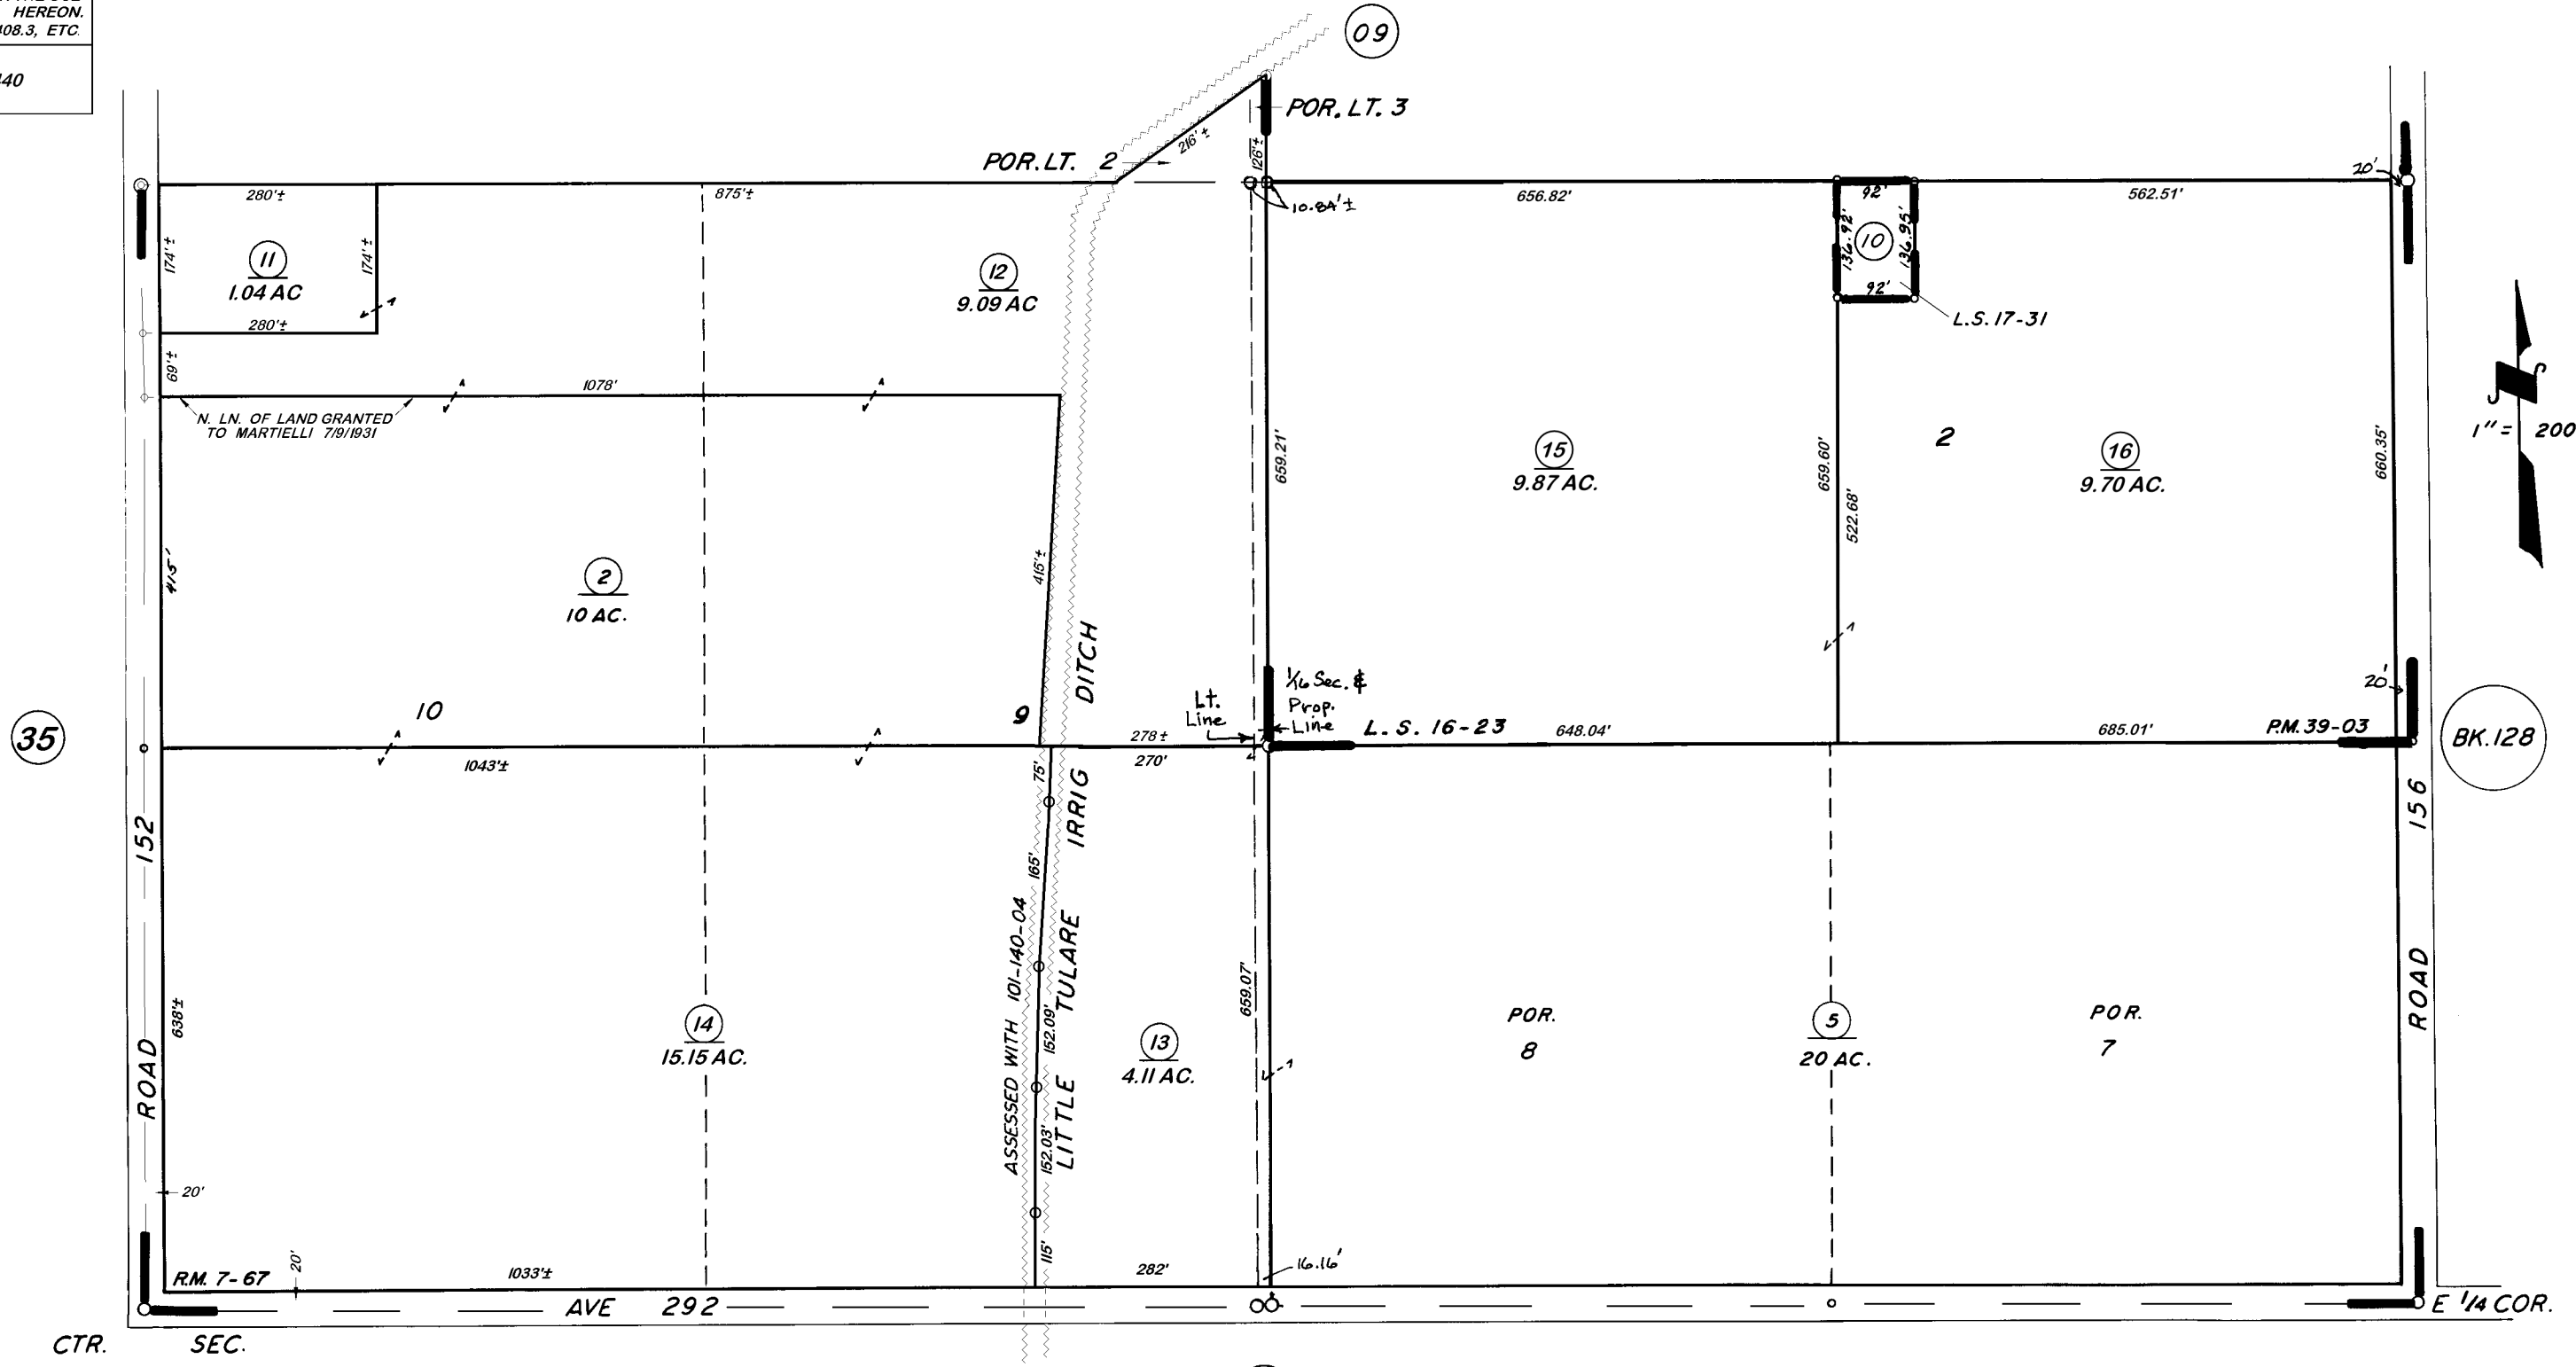 HEREON.
408.3, ETC.
09
POR. LT. 3
POR. LT. 2
216'±
126'±
20'
280'±
875'±
10.84'±
656.82'
92'
562.51'
174'±
174'±
11
1.04 AC
12
9.09 AC
136.92'
10
136.95'
92'
L.S. 17-31
280'±
69'±
1078'
N. LN. OF LAND GRANTED
TO MARTIELLI 7/9/1931
1" = 200
659.21'
15
9.87 AC.
659.60'
522.68'
2
16
9.70 AC.
660.35'
415'
2
10 AC.
415'±
DITCH
10
9
Lt.
Line
1/16 Sec. &
Prop.
Line
L. S. 16-23
648.04'
685.01'
P.M. 39-03
20'
35
BK. 128
278±
1043'±
270'
75'
IRRIG
165'
ROAD 152
ROAD 156
ASSESSED WITH 101-140-04
LITTLE TULARE
152.09'
152.03'
115'
638'±
14
15.15 AC.
13
4.11 AC.
659.07'
POR.
8
5
20 AC.
POR.
7
20'
20'
R.M. 7-67
1033'±
282'
16.16'
AVE 292
E 1/4 COR.
CTR. SEC.